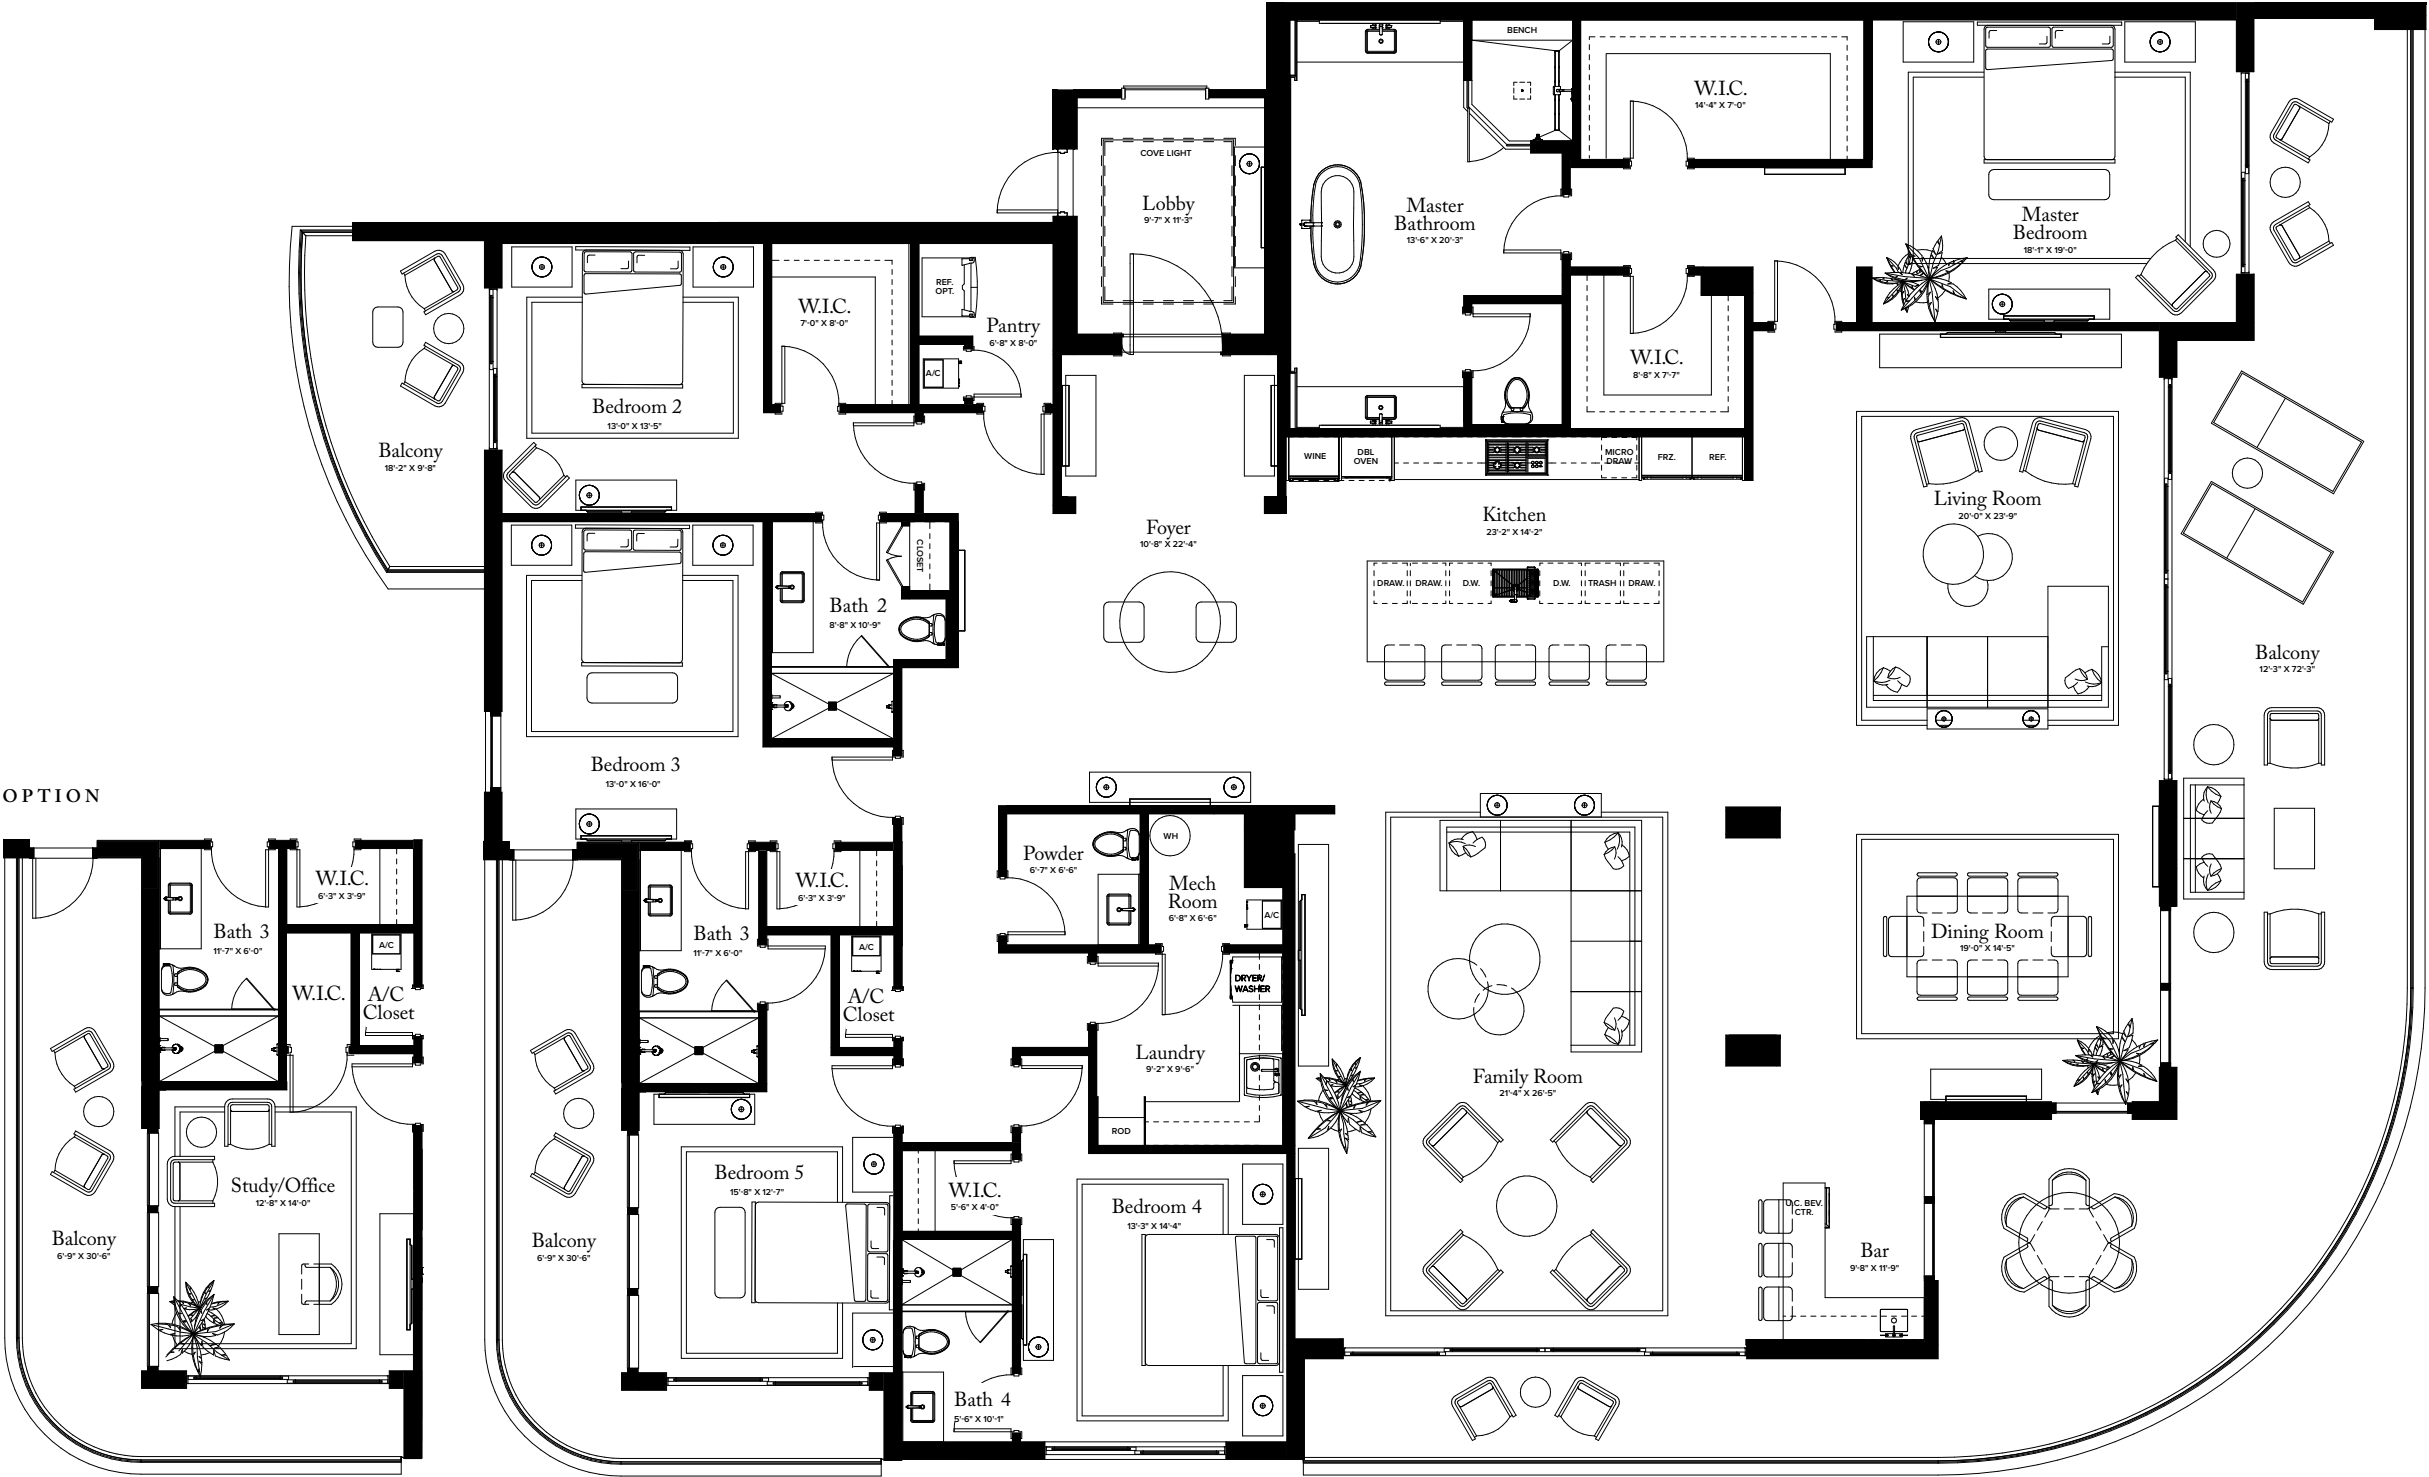 BENCH
W.I.C.
14'-4" X 7'-0"
COVE LIGHT
Lobby
9'-7" X 11'-3"
Master
Bathroom
13'-6" X 20'-3"
Master
Bedroom
18'-1" X 19'-0"
W.I.C.
7'-0" X 8'-0"
REF.
OPT.
Pantry
6'-8" X 8'-0"
A/C
W.I.C.
8'-8" X 7'-7"
Bedroom 2
13'-0" X 13'-5"
Balcony
18'-2" X 9'-8"
WINE
DBL
OVEN
MICRO
DRAW
FRZ.
REF.
Living Room
20'-0" X 23'-9"
Foyer
10'-8" X 22'-4"
Kitchen
23'-2" X 14'-2"
CLOSET
DRAW.
DRAW.
D.W.
D.W.
TRASH
DRAW.
Bath 2
8'-8" X 10'-9"
Balcony
12'-3" X 72'-3"
Bedroom 3
13'-0" X 16'-0"
OPTION
W.I.C.
6'-3" X 3'-9"
Bath 3
11'-7" X 6'-0"
A/C
W.I.C.
A/C
Closet
Study/Office
12'-8" X 14'-0"
Balcony
6'-9" X 30'-6"
W.I.C.
6'-3" X 3'-9"
Bath 3
11'-7" X 6'-0"
A/C
A/C
Closet
Powder
6'-7" X 6'-6"
WH
Mech
Room
6'-8" X 6'-6"
A/C
DRYER/
WASHER
Laundry
9'-2" X 9'-6"
ROD
Dining Room
19'-0" X 14'-5"
Family Room
21'-4" X 26'-5"
Bedroom 5
15'-8" X 12'-7"
W.I.C.
5'-6" X 4'-0"
Bedroom 4
13'-3" X 14'-4"
U.C. BEV.
CTR.
Balcony
6'-9" X 30'-6"
Bar
9'-8" X 11'-9"
Bath 4
5'-6" X 10'-1"